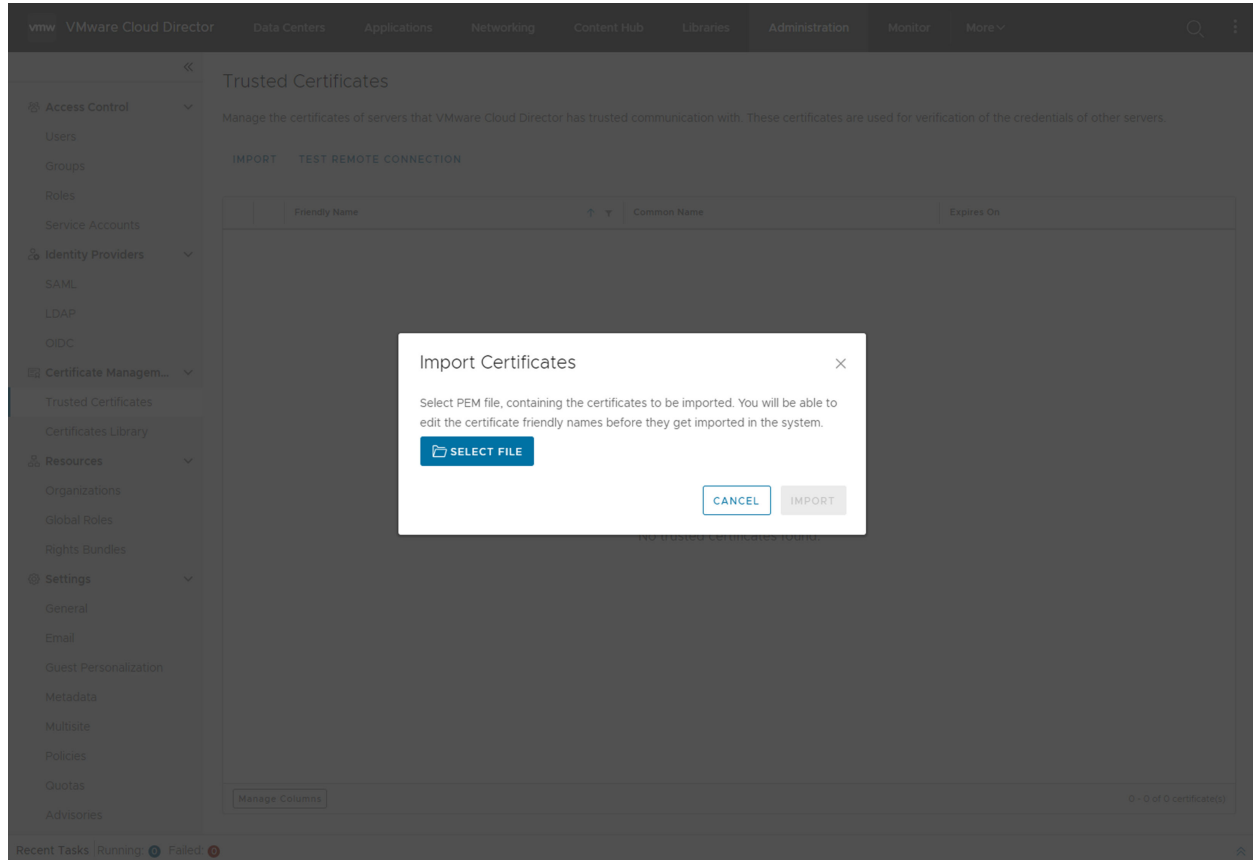 vmw VMware Cloud Director Data Centers Applications Networking Content Hub Libraries Administration Monitor More
Access Control
Users
Groups
Roles
Service Accounts
Identity Providers
SAML
LDAP
OIDC
Certificate Managem...
Trusted Certificates
Certificates Library
Resources
Organizations
Global Roles
Rights Bundles
Settings
General
Email
Guest Personalization
Metadata
Multisite
Policies
Quotas
Advisories
Trusted Certificates
Manage the certificates of servers that VMware Cloud Director has trusted communication with. These certificates are used for verification of the credentials of other servers.
IMPORT TEST REMOTE CONNECTION
Friendly Name Common Name Expires On
Import Certificates
Select PEM file, containing the certificates to be imported. You will be able to
edit the certificate friendly names before they get imported in the system.
SELECT FILE
CANCEL IMPORT
No trusted certificates found.
Manage Columns 0 - 0 of 0 certificate(s)
Recent Tasks Running: 0 Failed: 0